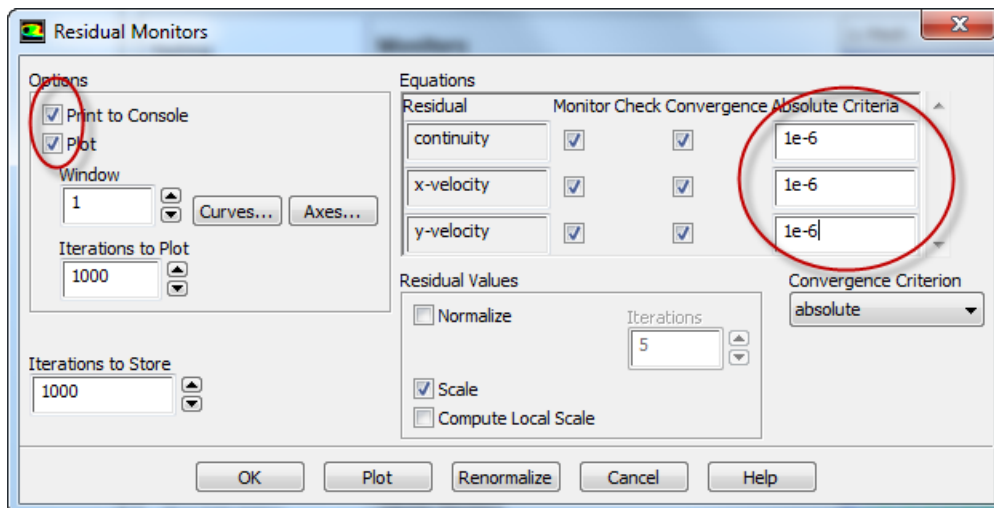 Residual Monitors
Options
Print to Console
Plot
Window
1
Curves...
Axes...
Iterations to Plot
1000
Iterations to Store
1000
Equations
Residual Monitor Check Convergence Absolute Criteria
continuity 1e-6
x-velocity 1e-6
y-velocity 1e-6
Residual Values
Normalize
Iterations
5
Scale
Compute Local Scale
Convergence Criterion
absolute
OK Plot Renormalize Cancel Help